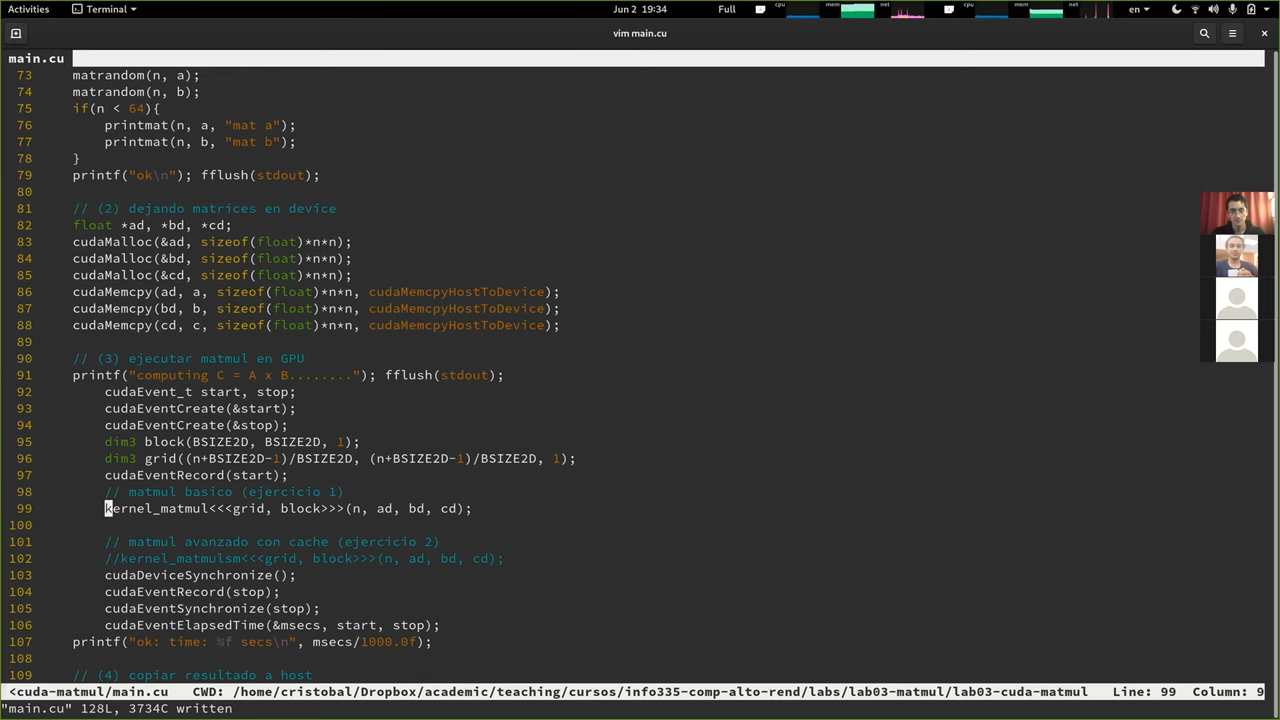 Activities Terminal Jun 2 19:34 Full cpu mem net cpu mem net en
vim main.cu
main.cu
73 matrandom(n, a);
74 matrandom(n, b);
75 if(n < 64){
76 printmat(n, a, "mat a");
77 printmat(n, b, "mat b");
78 }
79 printf("ok\n"); fflush(stdout);
80
81 // (2) dejando matrices en device
82 float *ad, *bd, *cd;
83 cudaMalloc(&ad, sizeof(float)*n*n);
84 cudaMalloc(&bd, sizeof(float)*n*n);
85 cudaMalloc(&cd, sizeof(float)*n*n);
86 cudaMemcpy(ad, a, sizeof(float)*n*n, cudaMemcpyHostToDevice);
87 cudaMemcpy(bd, b, sizeof(float)*n*n, cudaMemcpyHostToDevice);
88 cudaMemcpy(cd, c, sizeof(float)*n*n, cudaMemcpyHostToDevice);
89
90 // (3) ejecutar matmul en GPU
91 printf("computing C = A x B........"); fflush(stdout);
92 cudaEvent_t start, stop;
93 cudaEventCreate(&start);
94 cudaEventCreate(&stop);
95 dim3 block(BSIZE2D, BSIZE2D, 1);
96 dim3 grid((n+BSIZE2D-1)/BSIZE2D, (n+BSIZE2D-1)/BSIZE2D, 1);
97 cudaEventRecord(start);
98 // matmul basico (ejercicio 1)
99 kernel_matmul<<<grid, block>>>(n, ad, bd, cd);
100
101 // matmul avanzado con cache (ejercicio 2)
102 //kernel_matmulsm<<<grid, block>>>(n, ad, bd, cd);
103 cudaDeviceSynchronize();
104 cudaEventRecord(stop);
105 cudaEventSynchronize(stop);
106 cudaEventElapsedTime(&msecs, start, stop);
107 printf("ok: time: %f secs\n", msecs/1000.0f);
108
109 // (4) copiar resultado a host
<cuda-matmul/main.cu CWD: /home/cristobal/Dropbox/academic/teaching/cursos/info335-comp-alto-rend/labs/lab03-matmul/lab03-cuda-matmul Line: 99 Column: 9
"main.cu" 128L, 3734C written